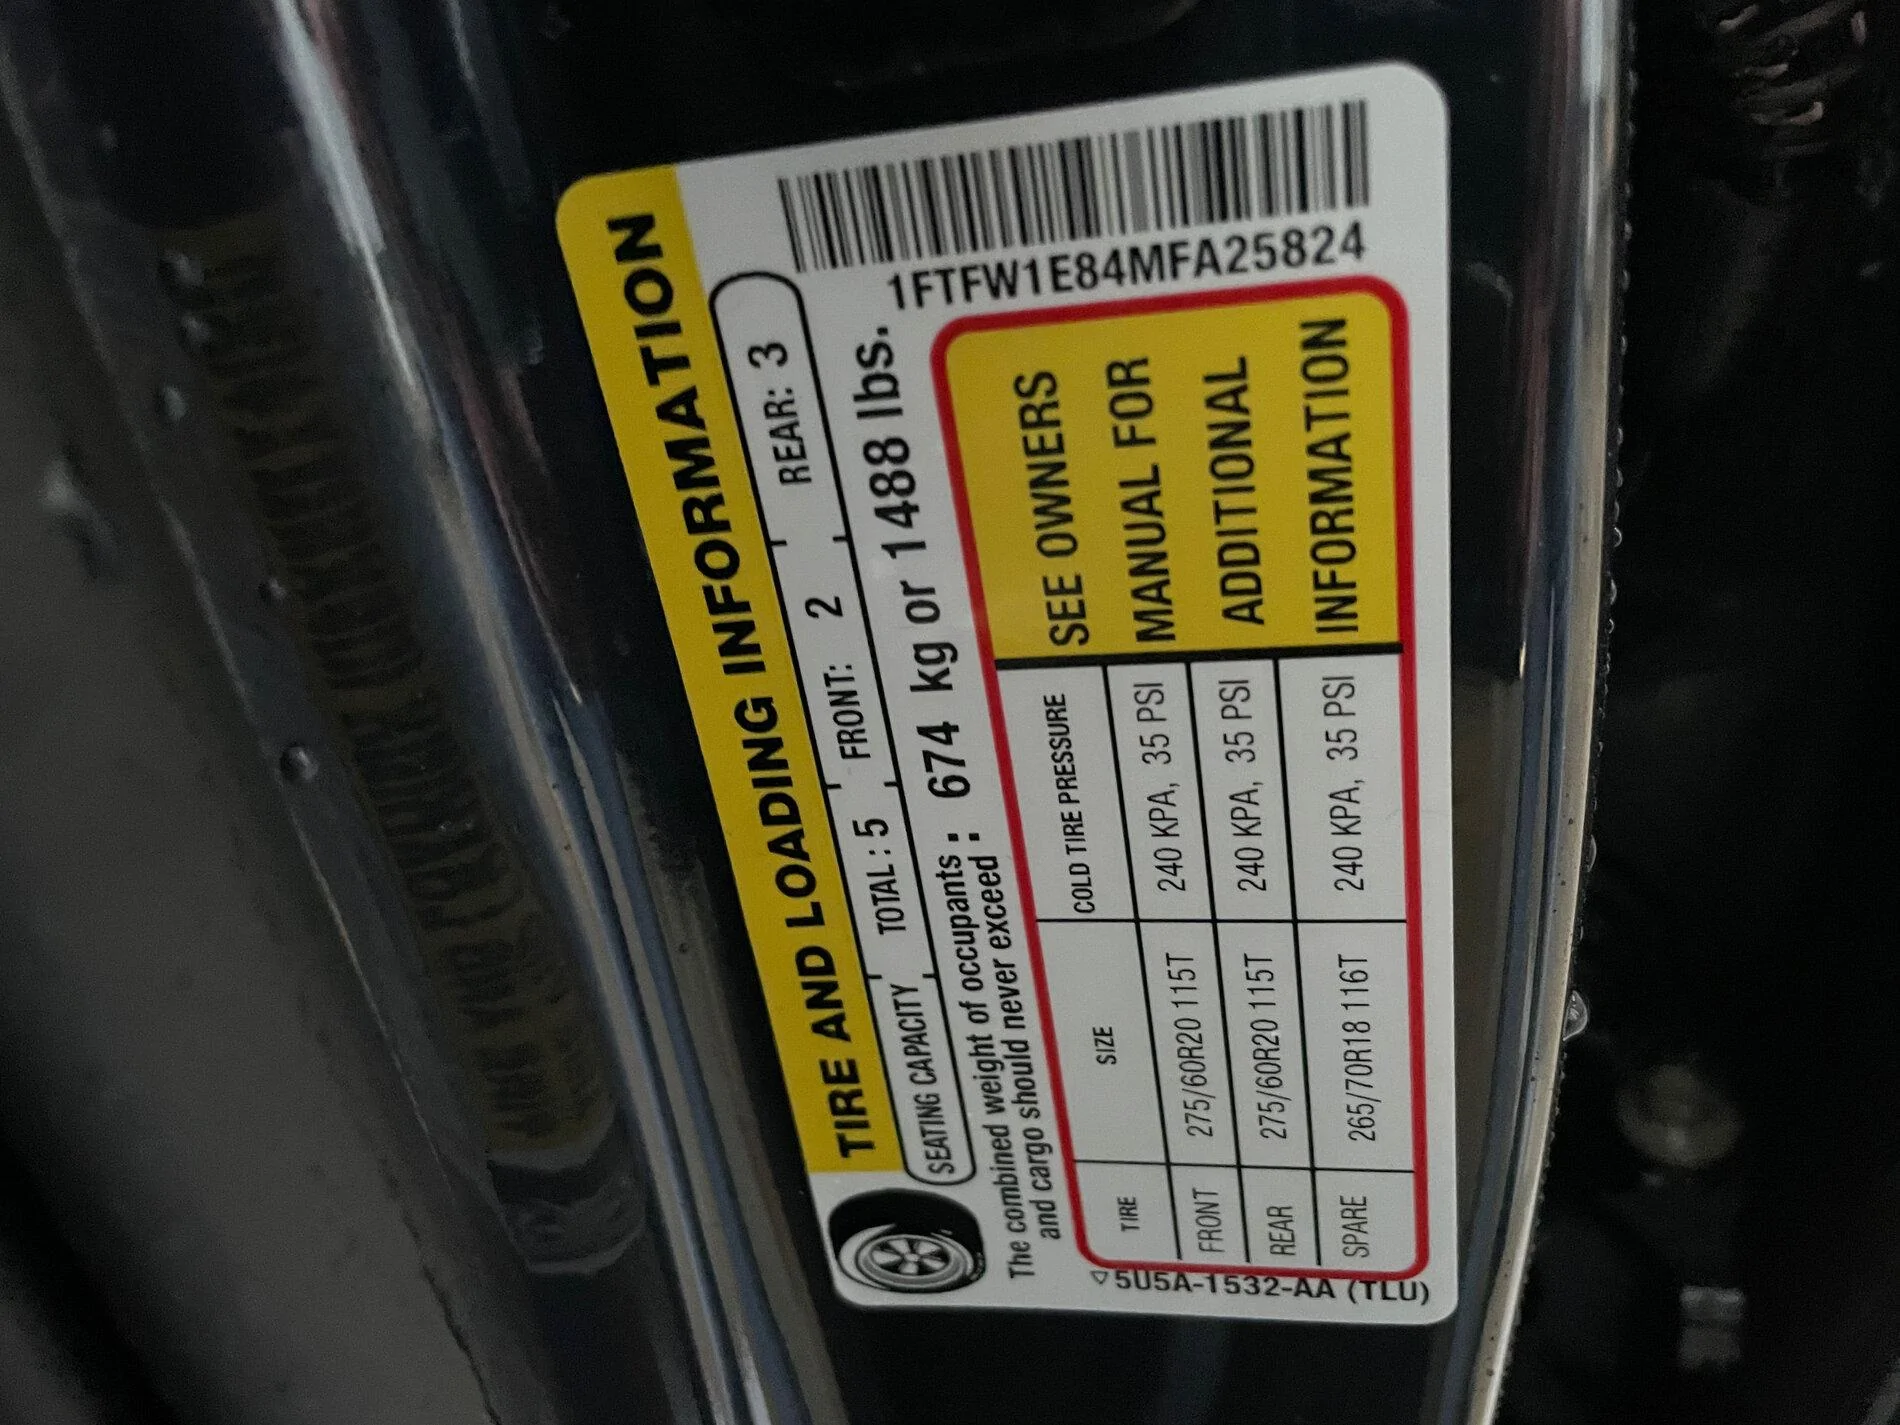 TIRE AND LOADING INFORMATION
SEATING CAPACITY TOTAL: 5 FRONT: 2 REAR: 3
The combined weight of occupants
and cargo should never exceed : 674 kg or 1488 lbs.
1FTFW1E84MFA25824
TIRE SIZE COLD TIRE PRESSURE
FRONT 275/60R20 115T 240 KPA, 35 PSI
REAR 275/60R20 115T 240 KPA, 35 PSI
SPARE 265/70R18 116T 240 KPA, 35 PSI
SEE OWNERS
MANUAL FOR
ADDITIONAL
INFORMATION
5U5A-1532-AA (TLU)